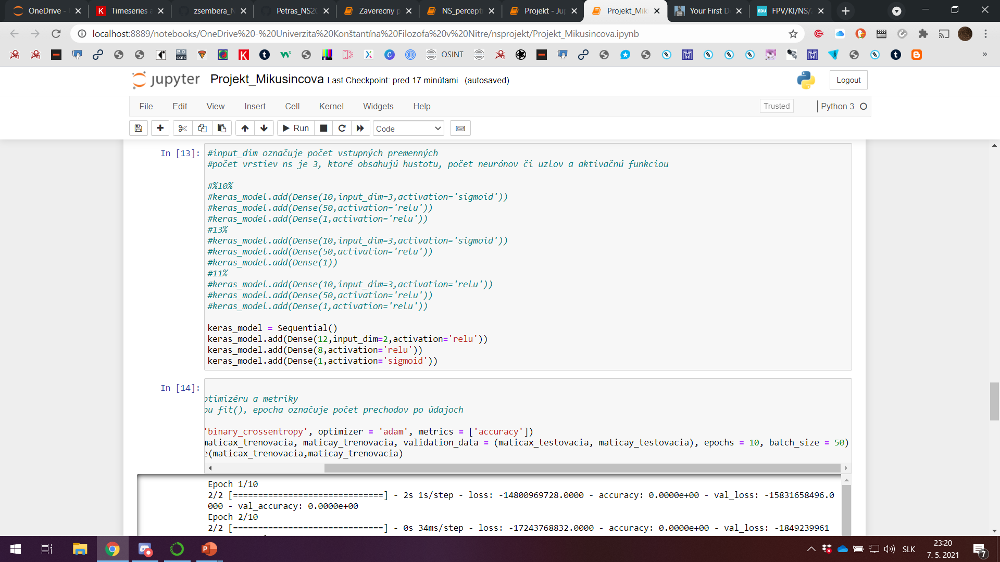 OneDrive -
Timeseries a
zsembera_N
Petras_NS20
Zaverecny p
NS_percept
Projekt - Jup
Projekt_Mik
Your First D
EDU
FPV/KI/NS/
localhost:8889/notebooks/OneDrive%20-%20Univerzita%20Konštantína%20Filozofa%20v%20Nitre/nsprojekt/Projekt_Mikusincova.ipynb
OSINT
»
jupyter Projekt_Mikusincova Last Checkpoint: pred 17 minútami (autosaved)
Logout
File Edit View Insert Cell Kernel Widgets Help
Trusted
Python 3
Run
Code
In [13]:
#input_dim označuje počet vstupných premenných
#počet vrstiev ns je 3, ktoré obsahujú hustotu, počet neurónov či uzlov a aktivačnú funkciou
#%10%
#keras_model.add(Dense(10,input_dim=3,activation='sigmoid'))
#keras_model.add(Dense(50,activation='relu'))
#keras_model.add(Dense(1,activation='relu'))
#13%
#keras_model.add(Dense(10,input_dim=3,activation='sigmoid'))
#keras_model.add(Dense(50,activation='relu'))
#keras_model.add(Dense(1))
#11%
#keras_model.add(Dense(10,input_dim=3,activation='relu'))
#keras_model.add(Dense(50,activation='relu'))
#keras_model.add(Dense(1,activation='relu'))
keras_model = Sequential()
keras_model.add(Dense(12,input_dim=2,activation='relu'))
keras_model.add(Dense(8,activation='relu'))
keras_model.add(Dense(1,activation='sigmoid'))
In [14]:
ptimizéru a metriky
ou fit(), epocha označuje počet prechodov po údajoch
'binary_crossentropy', optimizer = 'adam', metrics = ['accuracy'])
maticax_trenovacia, maticay_trenovacia, validation_data = (maticax_testovacia, maticay_testovacia), epochs = 10, batch_size = 50)
e(maticax_trenovacia,maticay_trenovacia)
Epoch 1/10
2/2 [==============================] - 2s 1s/step - loss: -14800969728.0000 - accuracy: 0.0000e+00 - val_loss: -15831658496.0
000 - val_accuracy: 0.0000e+00
Epoch 2/10
2/2 [==============================] - 0s 34ms/step - loss: -17243768832.0000 - accuracy: 0.0000e+00 - val_loss: -1849239961
SLK
23:20
7. 5. 2021
7